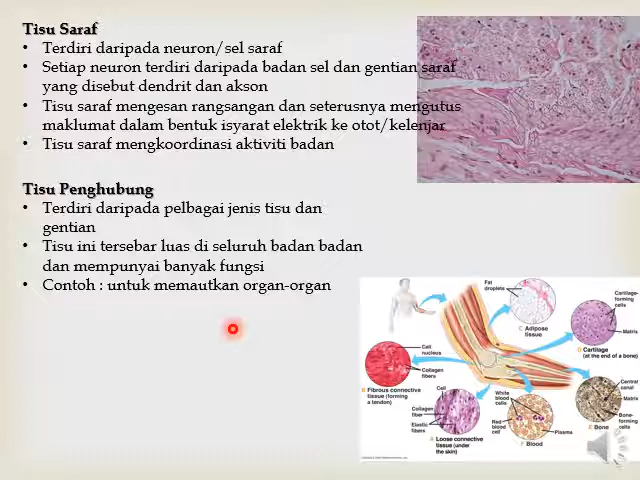 Tisu Saraf
• Terdiri daripada neuron/sel saraf
• Setiap neuron terdiri daripada badan sel dan gentian saraf
yang disebut dendrit dan akson
• Tisu saraf mengesan rangsangan dan seterusnya mengutus
maklumat dalam bentuk isyarat elektrik ke otot/kelenjar
• Tisu saraf mengkoordinasi aktiviti badan
Tisu Penghubung
• Terdiri daripada pelbagai jenis tisu dan
gentian
• Tisu ini tersebar luas di seluruh badan badan
dan mempunyai banyak fungsi
• Contoh : untuk memautkan organ-organ
Fat
droplets
C Adipose
tissue
Cartilage-
forming
cells
Matrix
D Cartilage
(at the end of a bone)
Cell
nucleus
Collagen
fibers
B Fibrous connective
tissue (forming
a tendon)
Cell
Collagen
fiber
Elastic
fibers
A Loose connective
tissue (under
the skin)
White
blood
cells
Red
blood
cell
Plasma
F Blood
Central
canal
Matrix
Bone-
forming
cells
E Bone